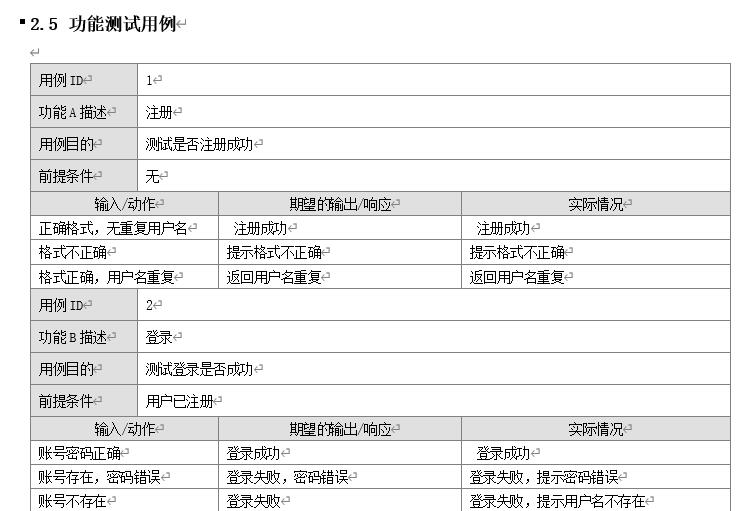 2.5 功能测试用例
用例 ID 1
功能 A 描述 注册
用例目的 测试是否注册成功
前提条件 无
输入/动作 期望的输出/响应 实际情况
正确格式，无重复用户名 注册成功 注册成功
格式不正确 提示格式不正确 提示格式不正确
格式正确，用户名重复 返回用户名重复 返回用户名重复
用例 ID 2
功能 B 描述 登录
用例目的 测试登录是否成功
前提条件 用户已注册
输入/动作 期望的输出/响应 实际情况
账号密码正确 登录成功 登录成功
账号存在，密码错误 登录失败，密码错误 登录失败，提示密码错误
账号不存在 登录失败 登录失败，提示用户名不存在